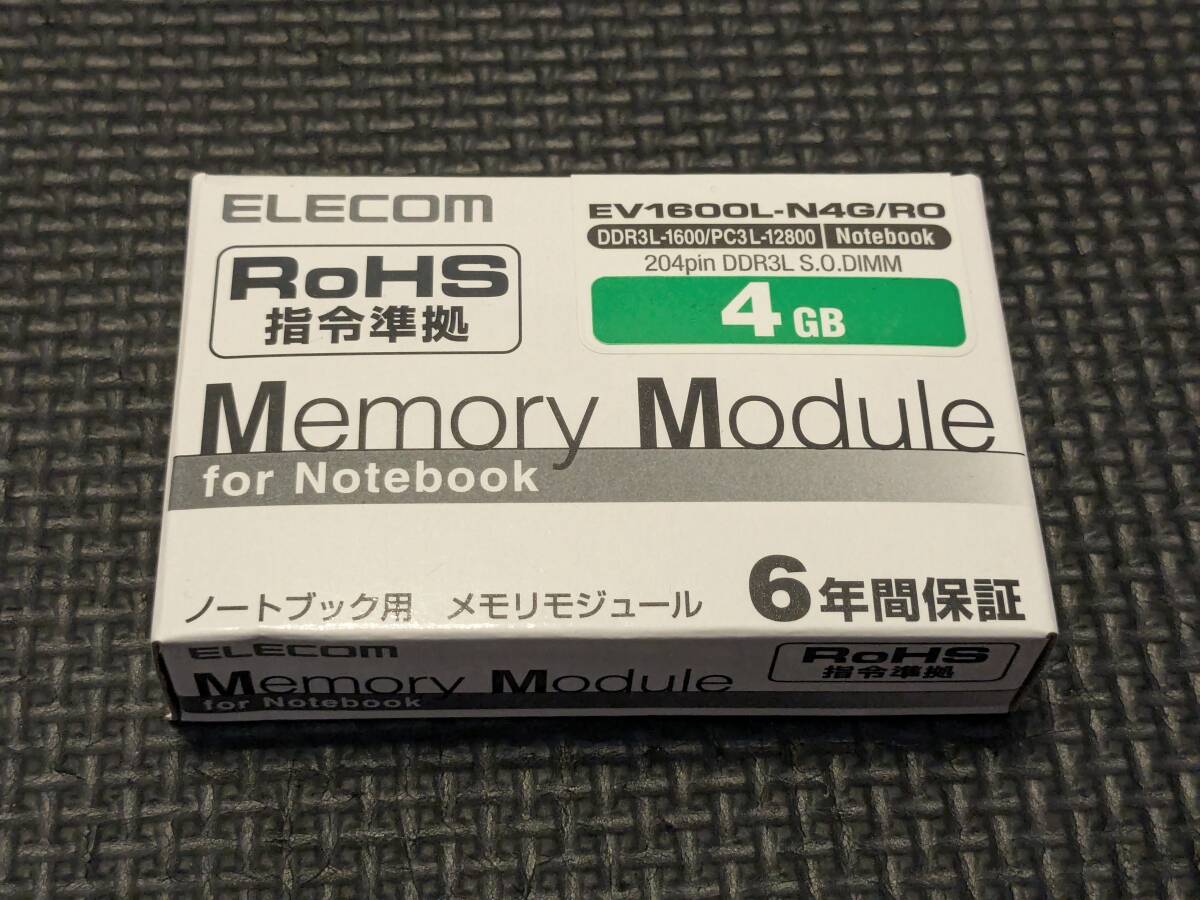 ELECOM
RoHS
指令準拠
EV1600L-N4G/RO
DDR3L-1600/PC3L-12800 Notebook
204pin DDR3L S.O.DIMM
4 GB
Memory Module
for Notebook
ノートブック用 メモリモジュール
6年間保証
ELECOM
Memory Module
for Notebook
RoHS
指令準拠